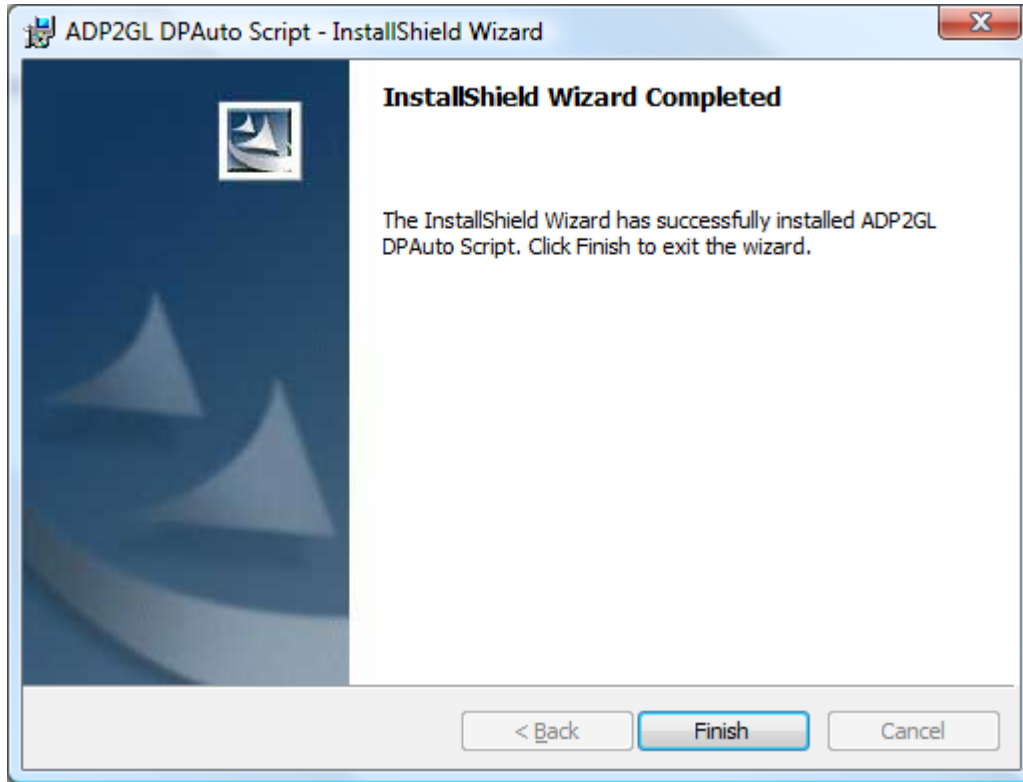 ADP2GL DPAuto Script - InstallShield Wizard
InstallShield Wizard Completed
The InstallShield Wizard has successfully installed ADP2GL
DPAuto Script. Click Finish to exit the wizard.
< Back
Finish
Cancel